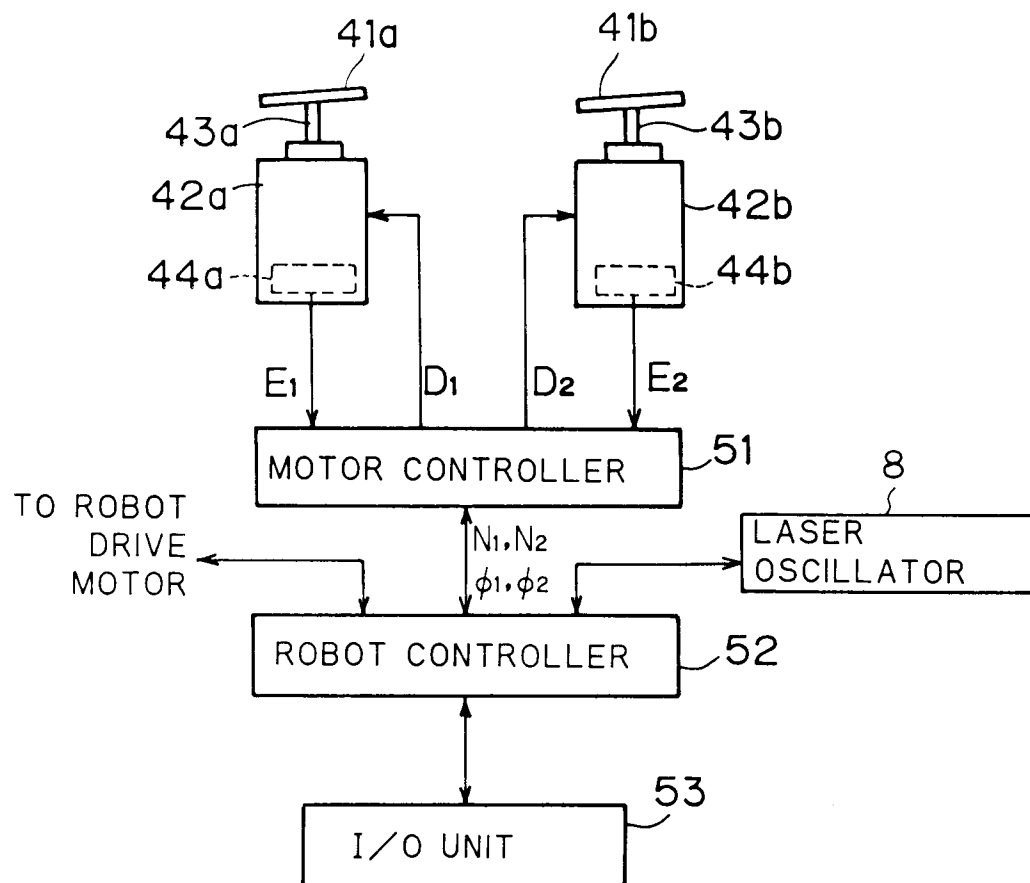 41a
41b
43a
43b
42a
42b
44a
44b
E1
D1
D2
E2
MOTOR CONTROLLER
51
8
TO ROBOT
DRIVE
MOTOR
N1,N2
ϕ1,ϕ2
LASER
OSCILLATOR
ROBOT CONTROLLER
52
53
I/O UNIT